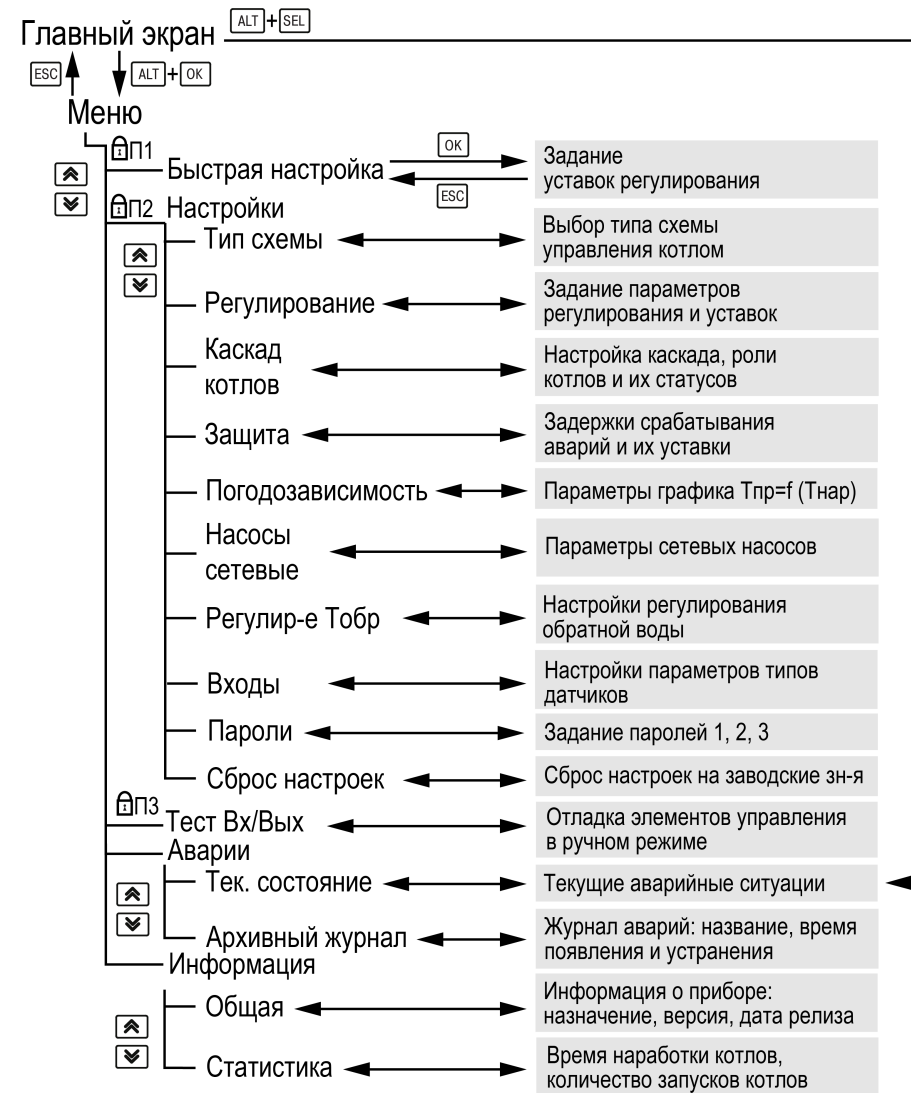 Главный экран ALT+SEL
ESC ALT+OK
Меню
П1
Быстрая настройка
OK
ESC
Задание
уставок регулирования
П2 Настройки
Тип схемы
Выбор типа схемы
управления котлом
Регулирование
Задание параметров
регулирования и уставок
Каскад
котлов
Настройка каскада, роли
котлов и их статусов
Защита
Задержки срабатывания
аварий и их уставки
Погодозависимость
Параметры графика Тпр=f (Тнар)
Насосы
сетевые
Параметры сетевых насосов
Регулир-е Тобр
Настройки регулирования
обратной воды
Входы
Настройки параметров типов
датчиков
Пароли
Задание паролей 1, 2, 3
Сброс настроек
Сброс настроек на заводские зн-я
П3
Тест Вх/Вых
Отладка элементов управления
в ручном режиме
Аварии
Тек. состояние
Текущие аварийные ситуации
Архивный журнал
Журнал аварий: название, время
появления и устранения
Информация
Общая
Информация о приборе:
назначение, версия, дата релиза
Статистика
Время наработки котлов,
количество запусков котлов